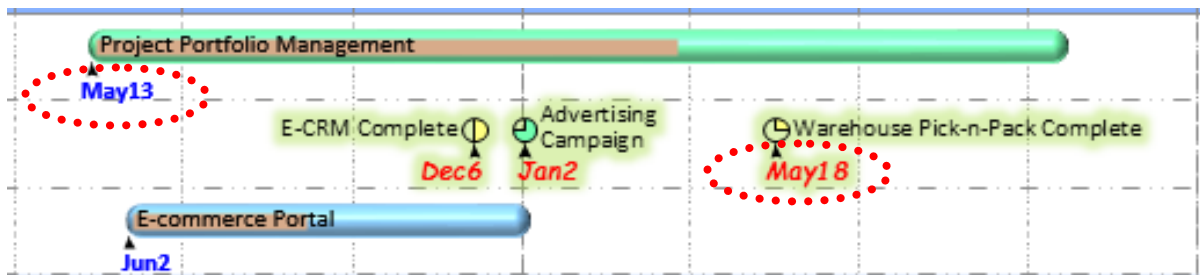 Project Portfolio Management
May13
E-CRM Complete
Advertising
Campaign
Warehouse Pick-n-Pack Complete
Dec6
Jan2
May18
E-commerce Portal
Jun2